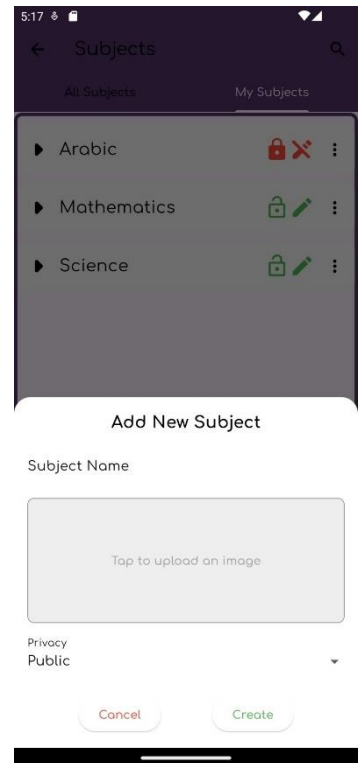 5:17
Subjects
All Subjects My Subjects
Arabic
Mathematics
Science
Add New Subject
Subject Name
Tap to upload an image
Privacy
Public
Cancel Create